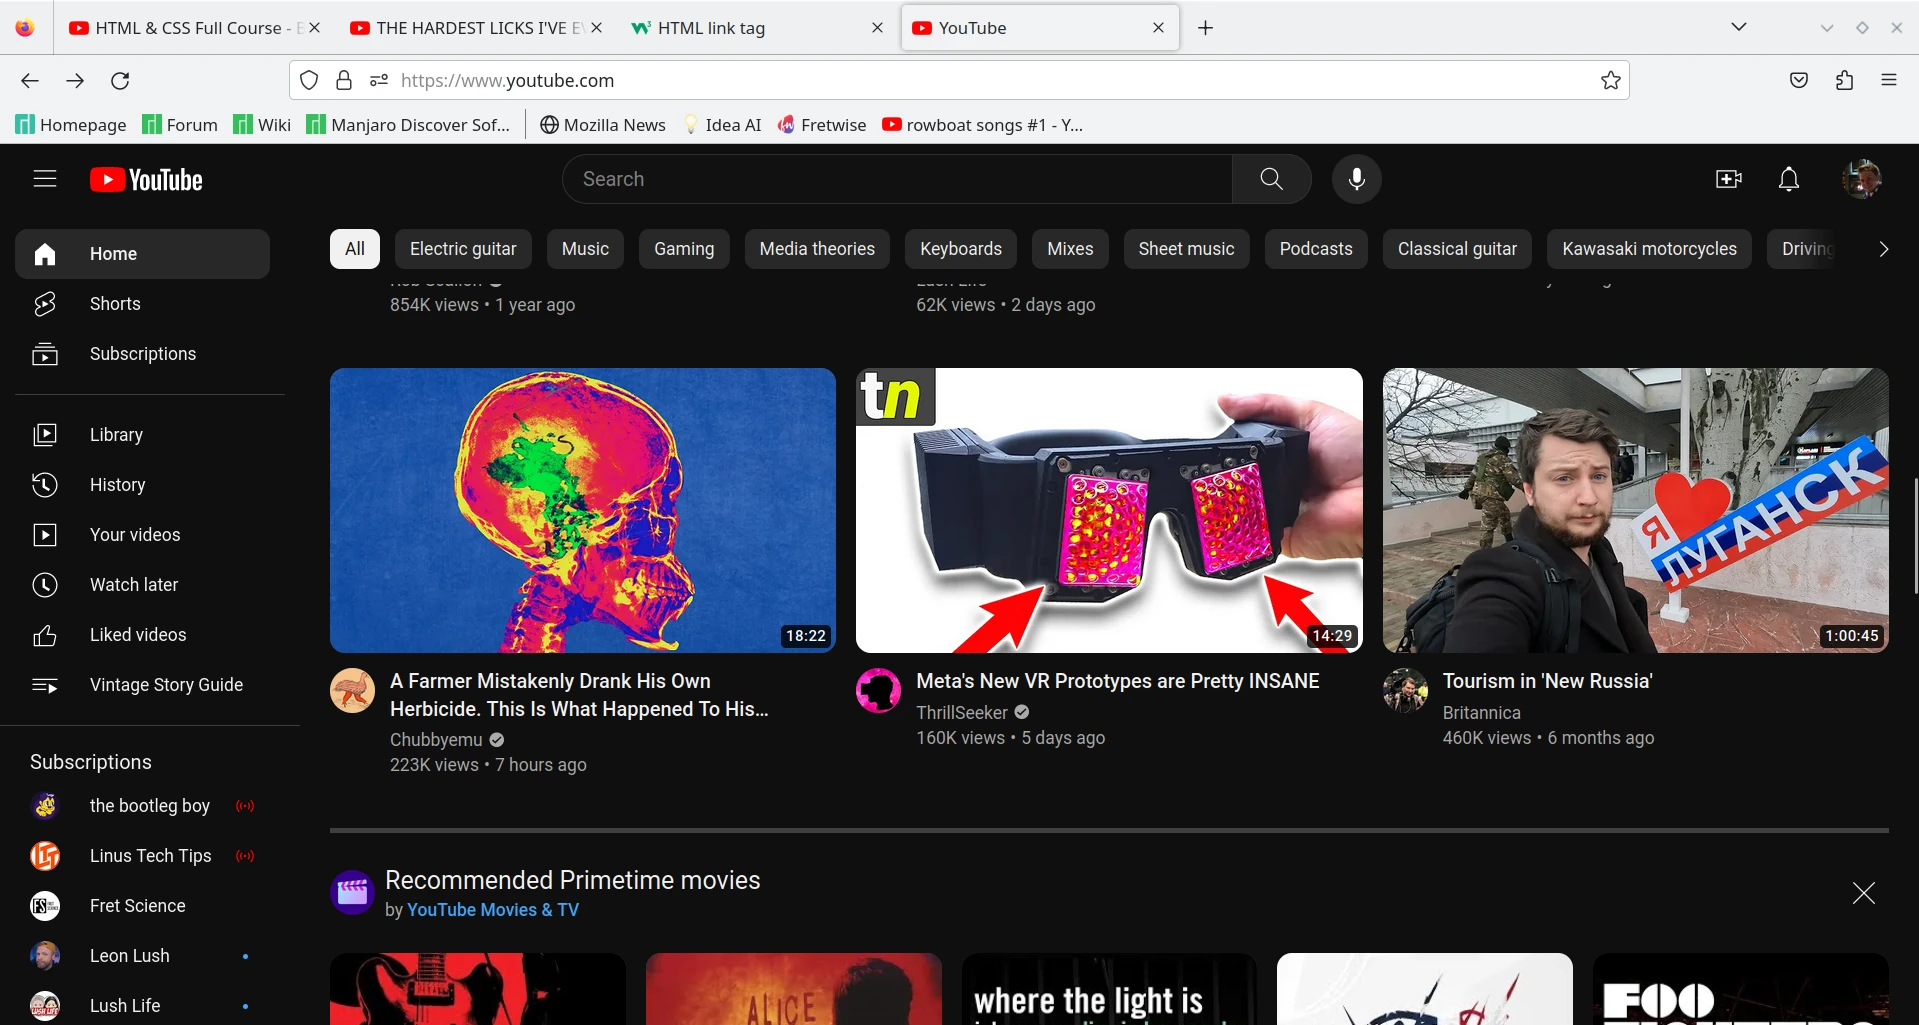 HTML & CSS Full Course -
THE HARDEST LICKS I'VE
HTML link tag
YouTube
https://www.youtube.com
Homepage
Forum
Wiki
Manjaro Discover Sof...
Mozilla News
Idea AI
Fretwise
rowboat songs #1 - Y...
YouTube
Search
Home
Shorts
Subscriptions
Library
History
Your videos
Watch later
Liked videos
Vintage Story Guide
Subscriptions
the bootleg boy
Linus Tech Tips
Fret Science
Leon Lush
Lush Life
All
Electric guitar
Music
Gaming
Media theories
Keyboards
Mixes
Sheet music
Podcasts
Classical guitar
Kawasaki motorcycles
Driving
854K views • 1 year ago
62K views • 2 days ago
18:22
A Farmer Mistakenly Drank His Own
Herbicide. This Is What Happened To His...
Chubbyemu
223K views • 7 hours ago
tn
14:29
Meta's New VR Prototypes are Pretty INSANE
ThrillSeeker
160K views • 5 days ago
Я
ЛУГАНСК
1:00:45
Tourism in 'New Russia'
Britannica
460K views • 6 months ago
Recommended Primetime movies
by YouTube Movies & TV
ALICE
where the light is
FOO